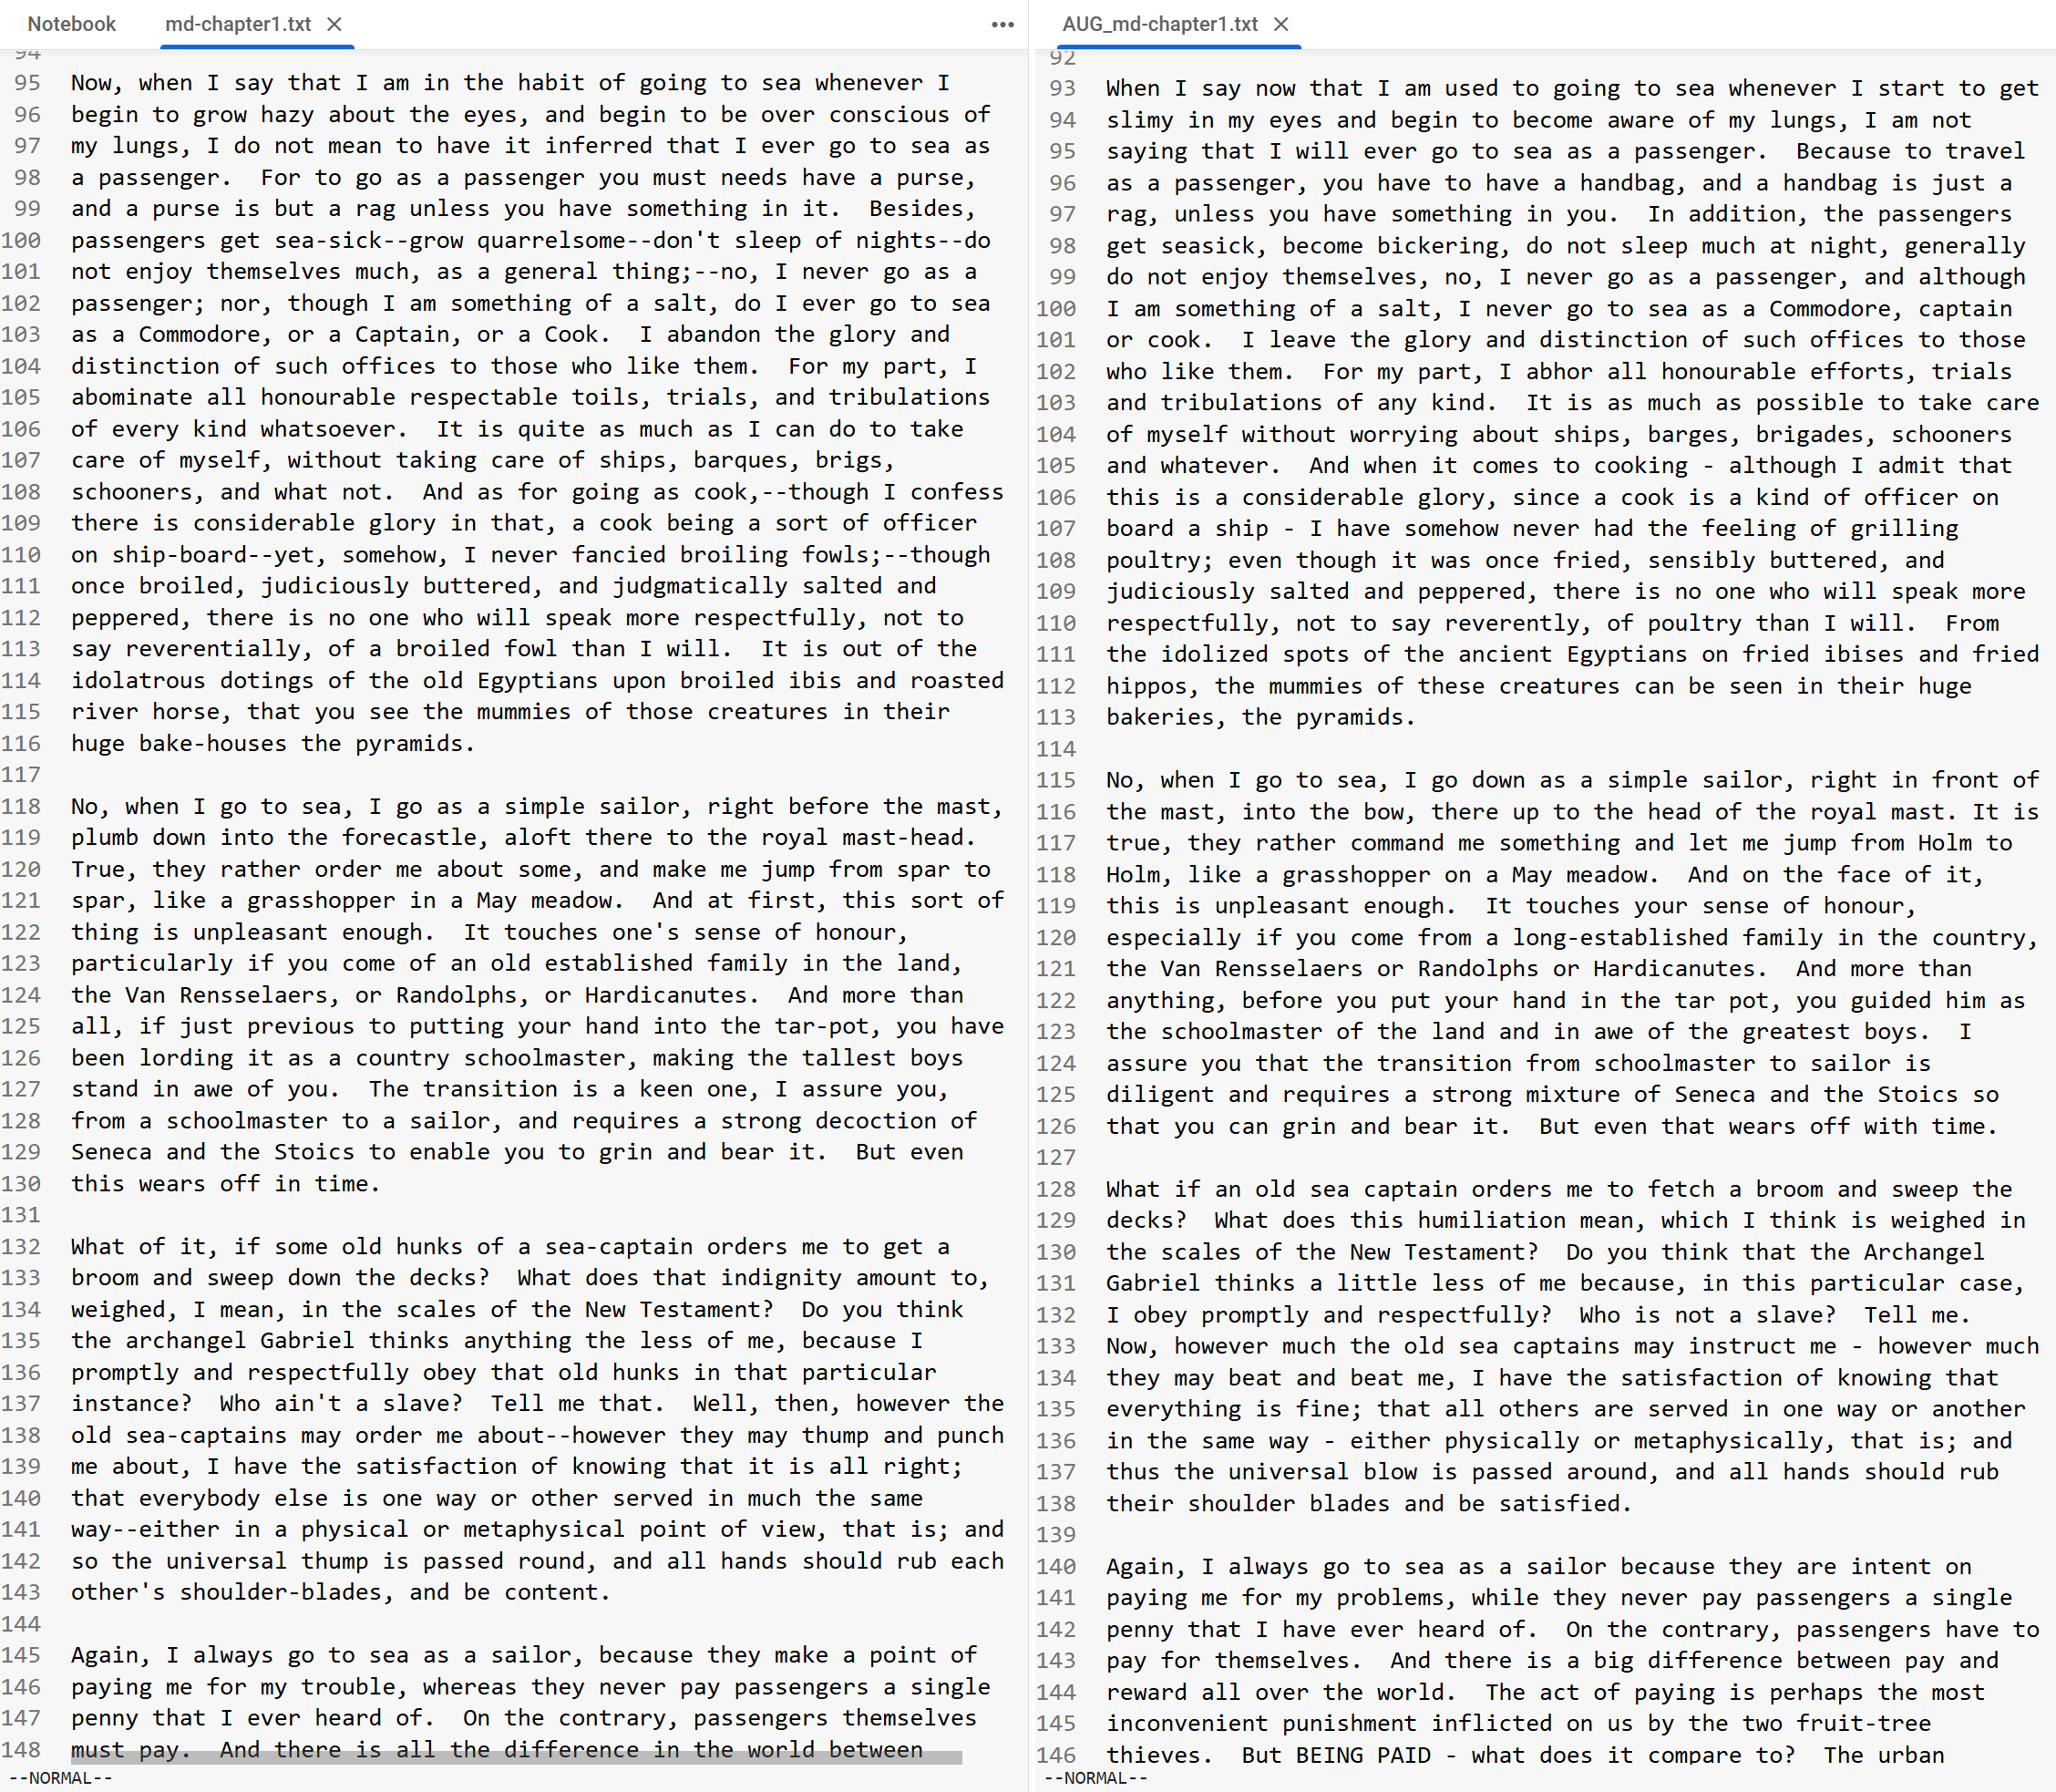 Notebook
md-chapter1.txt
94
95 Now, when I say that I am in the habit of going to sea whenever I
96 begin to grow hazy about the eyes, and begin to be over conscious of
97 my lungs, I do not mean to have it inferred that I ever go to sea as
98 a passenger.  For to go as a passenger you must needs have a purse,
99 and a purse is but a rag unless you have something in it.  Besides,
100 passengers get sea-sick--grow quarrelsome--don't sleep of nights--do
101 not enjoy themselves much, as a general thing;--no, I never go as a
102 passenger; nor, though I am something of a salt, do I ever go to sea
103 as a Commodore, or a Captain, or a Cook.  I abandon the glory and
104 distinction of such offices to those who like them.  For my part, I
105 abominate all honourable respectable toils, trials, and tribulations
106 of every kind whatsoever.  It is quite as much as I can do to take
107 care of myself, without taking care of ships, barques, brigs,
108 schooners, and what not.  And as for going as cook,--though I confess
109 there is considerable glory in that, a cook being a sort of officer
110 on ship-board--yet, somehow, I never fancied broiling fowls;--though
111 once broiled, judiciously buttered, and judgmatically salted and
112 peppered, there is no one who will speak more respectfully, not to
113 say reverentially, of a broiled fowl than I will.  It is out of the
114 idolatrous dotings of the old Egyptians upon broiled ibis and roasted
115 river horse, that you see the mummies of those creatures in their
116 huge bake-houses the pyramids.
117
118 No, when I go to sea, I go as a simple sailor, right before the mast,
119 plumb down into the forecastle, aloft there to the royal mast-head.
120 True, they rather order me about some, and make me jump from spar to
121 spar, like a grasshopper in a May meadow.  And at first, this sort of
122 thing is unpleasant enough.  It touches one's sense of honour,
123 particularly if you come of an old established family in the land,
124 the Van Rensselaers, or Randolphs, or Hardicanutes.  And more than
125 all, if just previous to putting your hand into the tar-pot, you have
126 been lording it as a country schoolmaster, making the tallest boys
127 stand in awe of you.  The transition is a keen one, I assure you,
128 from a schoolmaster to a sailor, and requires a strong decoction of
129 Seneca and the Stoics to enable you to grin and bear it.  But even
130 this wears off in time.
131
132 What of it, if some old hunks of a sea-captain orders me to get a
133 broom and sweep down the decks?  What does that indignity amount to,
134 weighed, I mean, in the scales of the New Testament?  Do you think
135 the archangel Gabriel thinks anything the less of me, because I
136 promptly and respectfully obey that old hunks in that particular
137 instance?  Who ain't a slave?  Tell me that.  Well, then, however the
138 old sea-captains may order me about--however they may thump and punch
139 me about, I have the satisfaction of knowing that it is all right;
140 that everybody else is one way or other served in much the same
141 way--either in a physical or metaphysical point of view, that is; and
142 so the universal thump is passed round, and all hands should rub each
143 other's shoulder-blades, and be content.
144
145 Again, I always go to sea as a sailor, because they make a point of
146 paying me for my trouble, whereas they never pay passengers a single
147 penny that I ever heard of.  On the contrary, passengers themselves
148 must pay.  And there is all the difference in the world between
--NORMAL--
AUG_md-chapter1.txt
92
93 When I say now that I am used to going to sea whenever I start to get
94 slimy in my eyes and begin to become aware of my lungs, I am not
95 saying that I will ever go to sea as a passenger.  Because to travel
96 as a passenger, you have to have a handbag, and a handbag is just a
97 rag, unless you have something in you.  In addition, the passengers
98 get seasick, become bickering, do not sleep much at night, generally
99 do not enjoy themselves, no, I never go as a passenger, and although
100 I am something of a salt, I never go to sea as a Commodore, captain
101 or cook.  I leave the glory and distinction of such offices to those
102 who like them.  For my part, I abhor all honourable efforts, trials
103 and tribulations of any kind.  It is as much as possible to take care
104 of myself without worrying about ships, barges, brigades, schooners
105 and whatever.  And when it comes to cooking - although I admit that
106 this is a considerable glory, since a cook is a kind of officer on
107 board a ship - I have somehow never had the feeling of grilling
108 poultry; even though it was once fried, sensibly buttered, and
109 judiciously salted and peppered, there is no one who will speak more
110 respectfully, not to say reverently, of poultry than I will.  From
111 the idolized spots of the ancient Egyptians on fried ibises and fried
112 hippos, the mummies of these creatures can be seen in their huge
113 bakeries, the pyramids.
114
115 No, when I go to sea, I go down as a simple sailor, right in front of
116 the mast, into the bow, there up to the head of the royal mast. It is
117 true, they rather command me something and let me jump from Holm to
118 Holm, like a grasshopper on a May meadow.  And on the face of it,
119 this is unpleasant enough.  It touches your sense of honour,
120 especially if you come from a long-established family in the country,
121 the Van Rensselaers or Randolphs or Hardicanutes.  And more than
122 anything, before you put your hand in the tar pot, you guided him as
123 the schoolmaster of the land and in awe of the greatest boys.  I
124 assure you that the transition from schoolmaster to sailor is
125 diligent and requires a strong mixture of Seneca and the Stoics so
126 that you can grin and bear it.  But even that wears off with time.
127
128 What if an old sea captain orders me to fetch a broom and sweep the
129 decks?  What does this humiliation mean, which I think is weighed in
130 the scales of the New Testament?  Do you think that the Archangel
131 Gabriel thinks a little less of me because, in this particular case,
132 I obey promptly and respectfully?  Who is not a slave?  Tell me.
133 Now, however much the old sea captains may instruct me - however much
134 they may beat and beat me, I have the satisfaction of knowing that
135 everything is fine; that all others are served in one way or another
136 in the same way - either physically or metaphysically, that is; and
137 thus the universal blow is passed around, and all hands should rub
138 their shoulder blades and be satisfied.
139
140 Again, I always go to sea as a sailor because they are intent on
141 paying me for my problems, while they never pay passengers a single
142 penny that I have ever heard of.  On the contrary, passengers have to
143 pay for themselves.  And there is a big difference between pay and
144 reward all over the world.  The act of paying is perhaps the most
145 inconvenient punishment inflicted on us by the two fruit-tree
146 thieves.  But BEING PAID - what does it compare to?  The urban
--NORMAL--